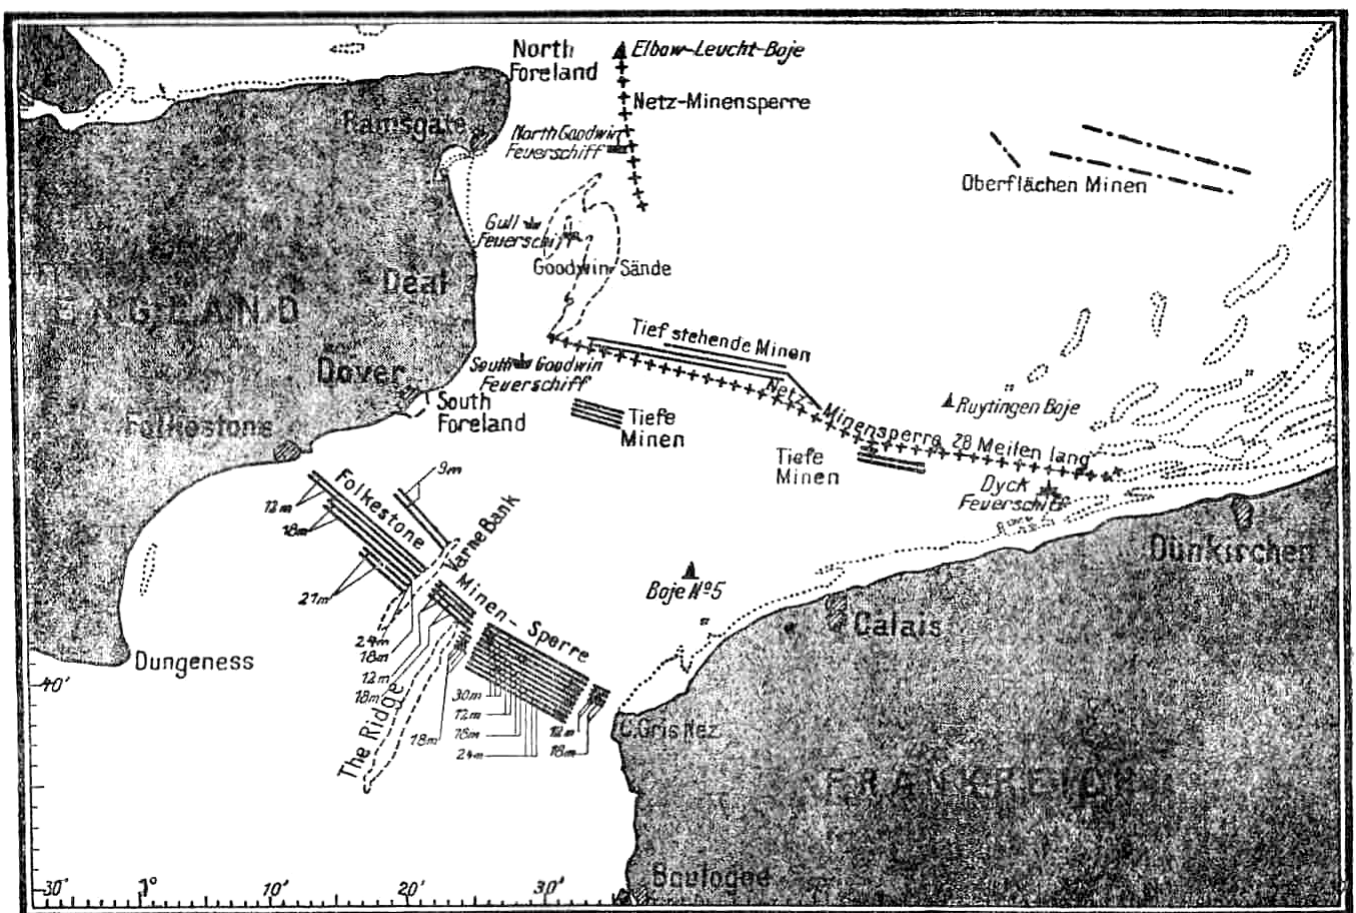 North
Foreland
Elbow-Leucht-Boje
Netz-Minensperre
Ramsgate
North Goodwin
Feuerschiff
Oberflächen Minen
Gull
Feuerschiff
Goodwin Sände
Deal
ENGLAND
Tief stehende Minen
Dover
South Goodwin
Feuerschiff
South
Foreland
Folkestone
Tiefe
Minen
Netz-Minensperre 28 Meilen lang
Ruytingen Boje
Tiefe
Minen
Dyck
Feuerschiff
Folkestone Minen-Sperre
9m
12m
18m
21m
Varne Bank
Dünkirchen
Boje Nº5
Calais
24m
18m
12m
18m
Dungeness
The Ridge
18m
30m
12m
18m
24m
12m
18m
C. Gris Nez
FRANKREICH
Boulogne
40'
30'
1°
10'
20'
30'